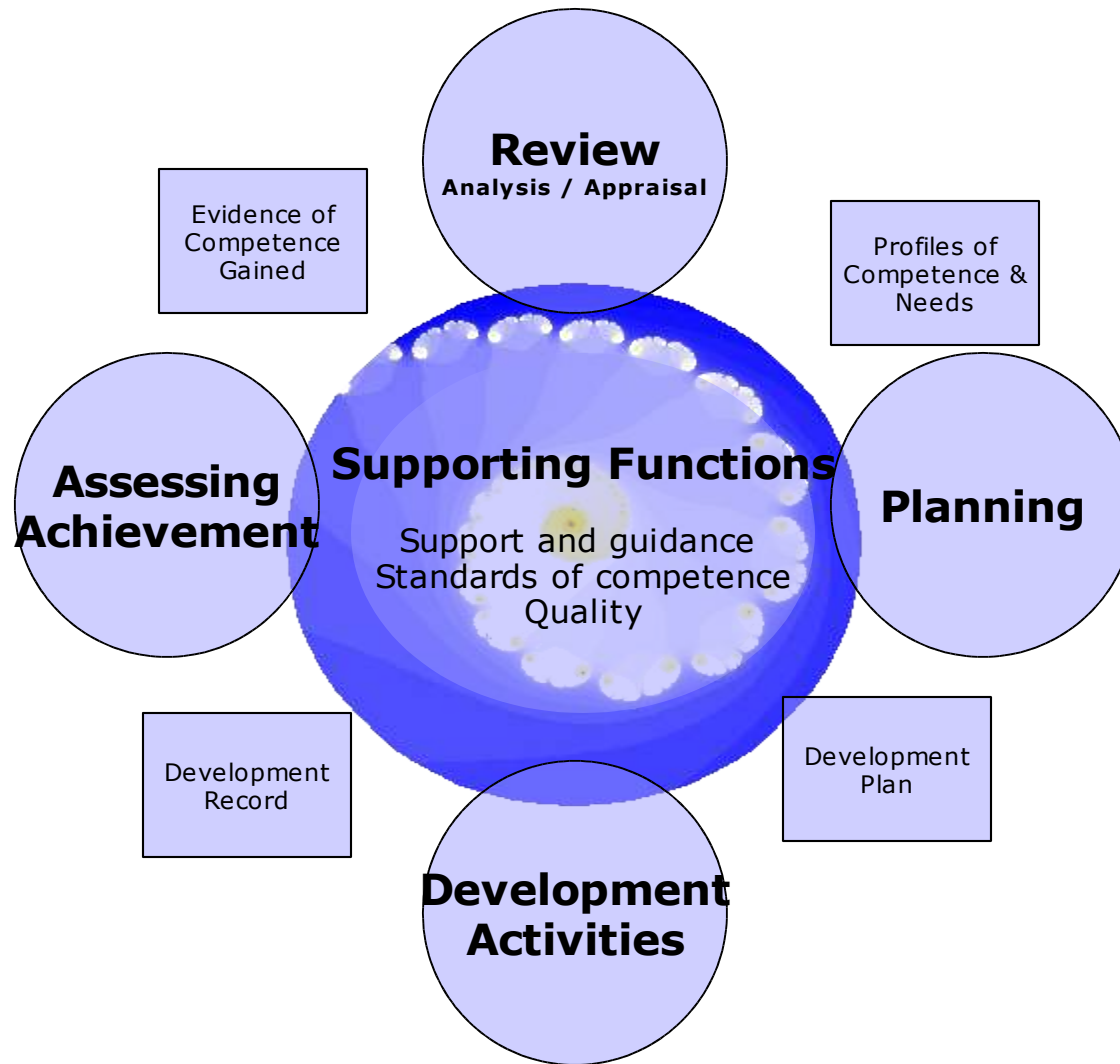 Review
Analysis / Appraisal
Evidence of
Competence
Gained
Profiles of
Competence &
Needs
Assessing
Achievement
Supporting Functions
Support and guidance
Standards of competence
Quality
Planning
Development
Record
Development
Plan
Development
Activities